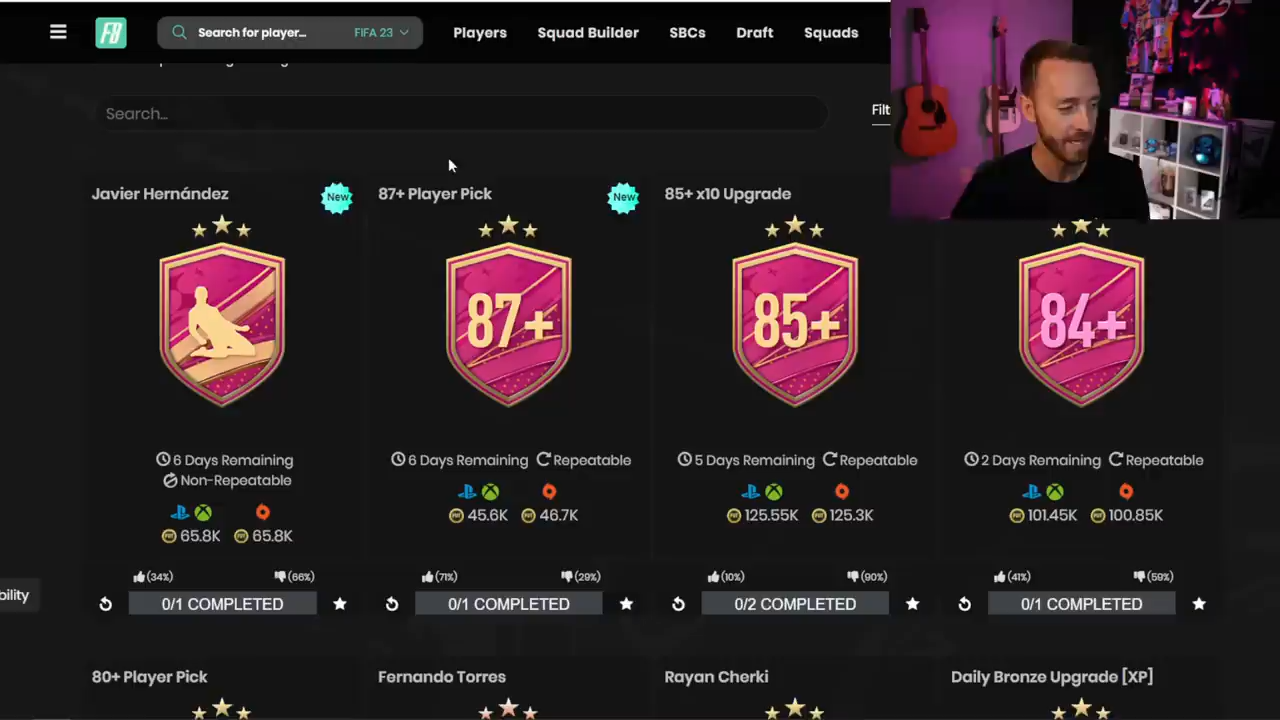 FB
Search for player...
FIFA 23
Players
Squad Builder
SBCs
Draft
Squads
Search...
Filt
Javier Hernández
New
87+ Player Pick
New
85+ x10 Upgrade
87+
85+
84+
6 Days Remaining
Non-Repeatable
65.8K
65.8K
6 Days Remaining
Repeatable
45.6K
46.7K
5 Days Remaining
Repeatable
125.55K
125.3K
2 Days Remaining
Repeatable
101.45K
100.85K
(34%)
(66%)
(71%)
(29%)
(10%)
(90%)
(41%)
(59%)
bility
0/1 COMPLETED
0/1 COMPLETED
0/2 COMPLETED
0/1 COMPLETED
80+ Player Pick
Fernando Torres
Rayan Cherki
Daily Bronze Upgrade [XP]